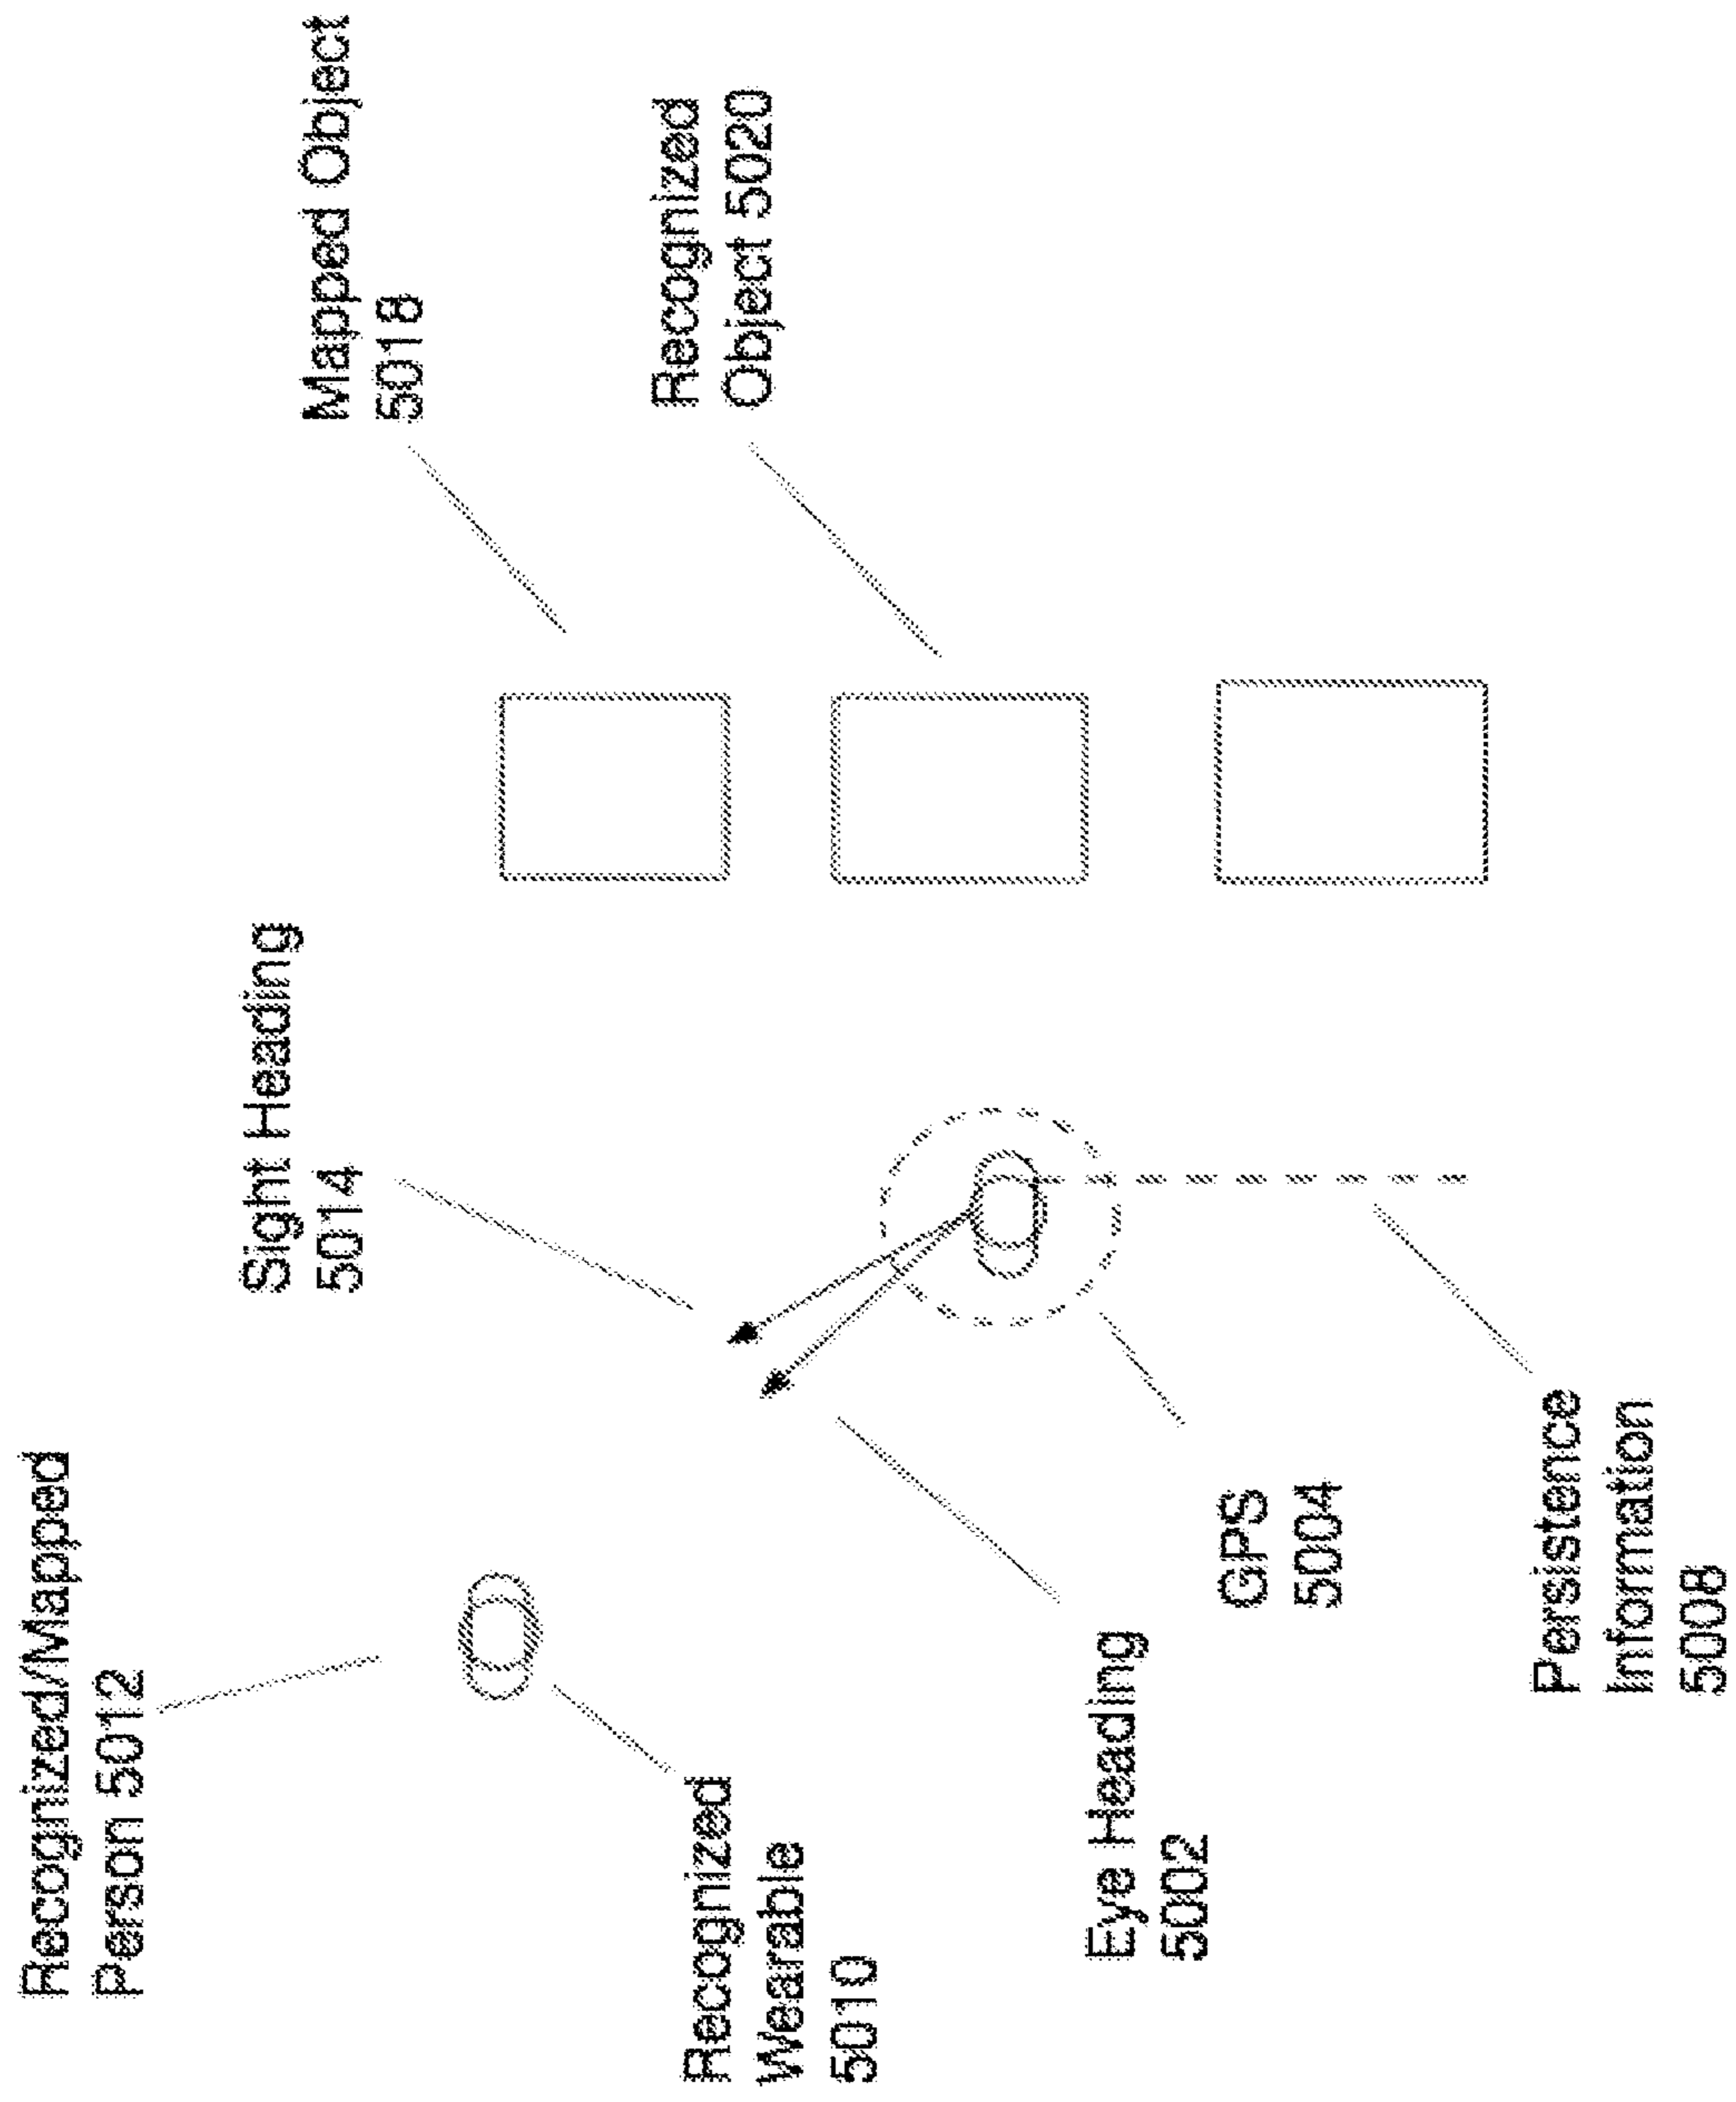 Recognized/Mapped
Person 5012
Sight Heading
5014
Mapped Object
5018
Recognized
Object 5020
Recognized
Wearable
5010
Eye Heading
5002
GPS
5004
Persistence
Information
5008